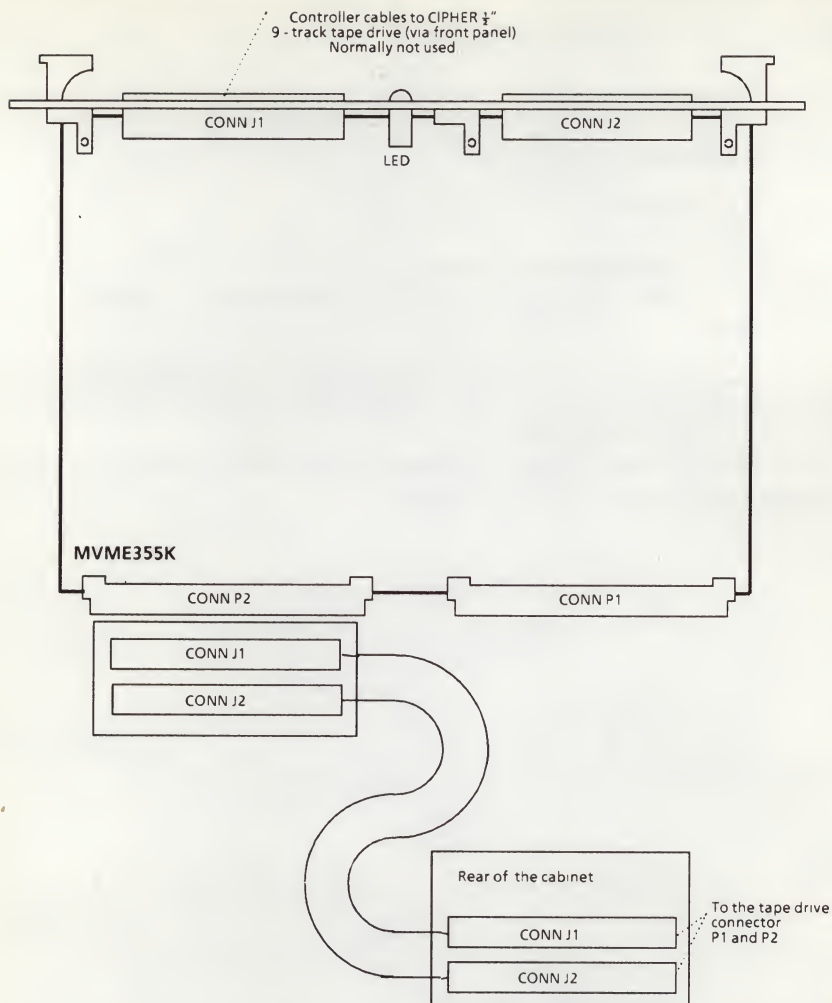 Controller cables to CIPHER ½"
9 - track tape drive (via front panel)
Normally not used
CONN J1
CONN J2
LED
MVME355K
CONN P2
CONN P1
CONN J1
CONN J2
Rear of the cabinet
CONN J1
CONN J2
To the tape drive
connector
P1 and P2